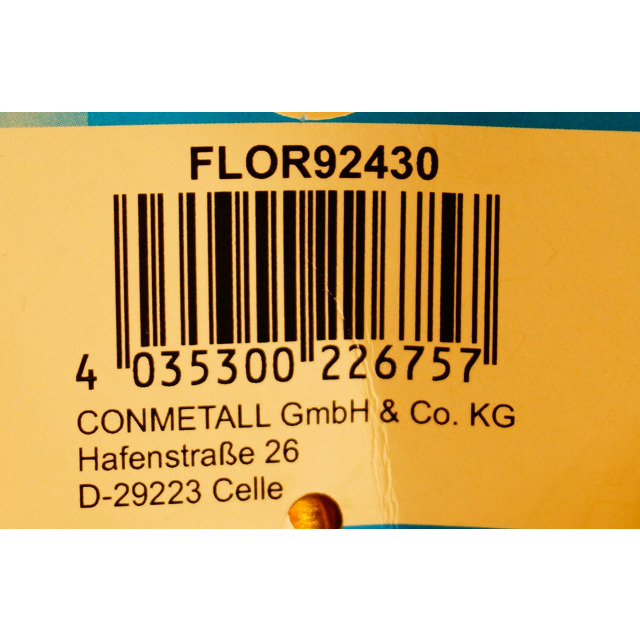 FLOR92430
4 035300 226757
CONMETALL GmbH & Co. KG
Hafenstraße 26
D-29223 Celle